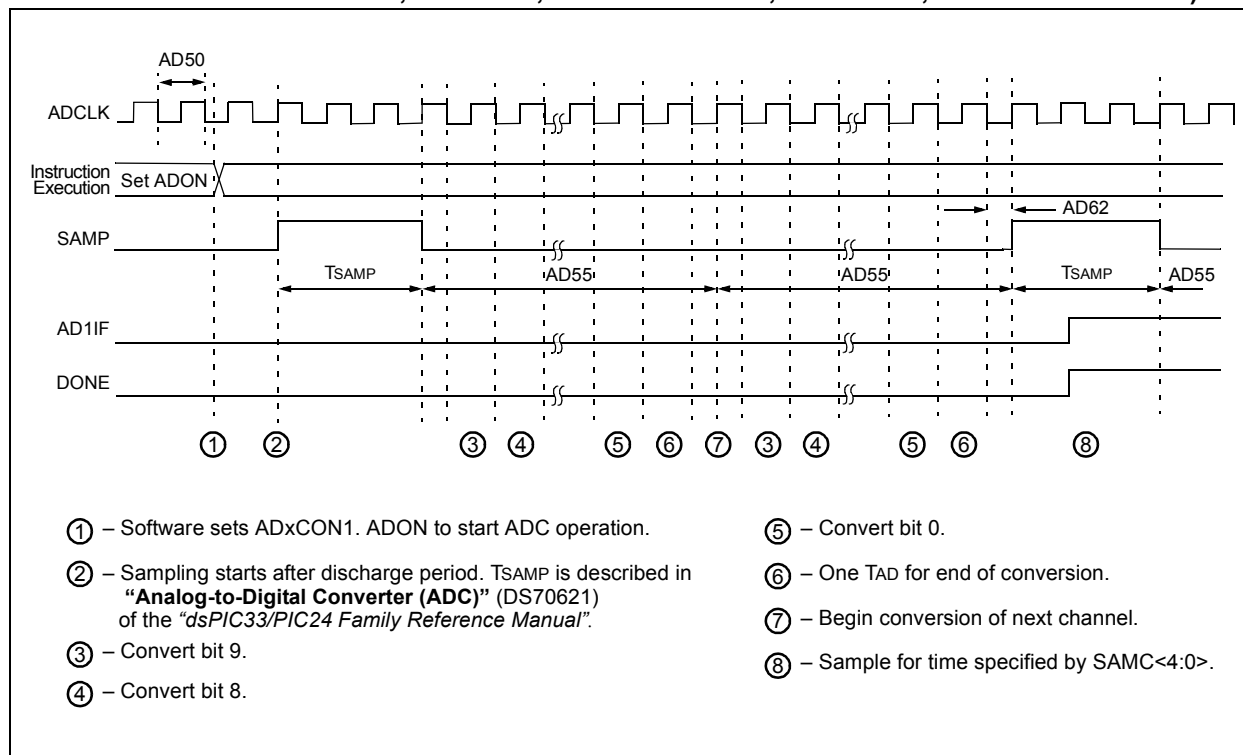 AD50
ADCLK
Instruction
Execution
Set ADON
SAMP
AD62
TSAMP
AD55
AD55
TSAMP
AD55
AD1IF
DONE
① ② ③ ④ ⑤ ⑥ ⑦ ③ ④ ⑤ ⑥ ⑧
① – Software sets ADxCON1. ADON to start ADC operation.
② – Sampling starts after discharge period. TSAMP is described in
“Analog-to-Digital Converter (ADC)” (DS70621)
of the “dsPIC33/PIC24 Family Reference Manual”.
③ – Convert bit 9.
④ – Convert bit 8.
⑤ – Convert bit 0.
⑥ – One TAD for end of conversion.
⑦ – Begin conversion of next channel.
⑧ – Sample for time specified by SAMC<4:0>.